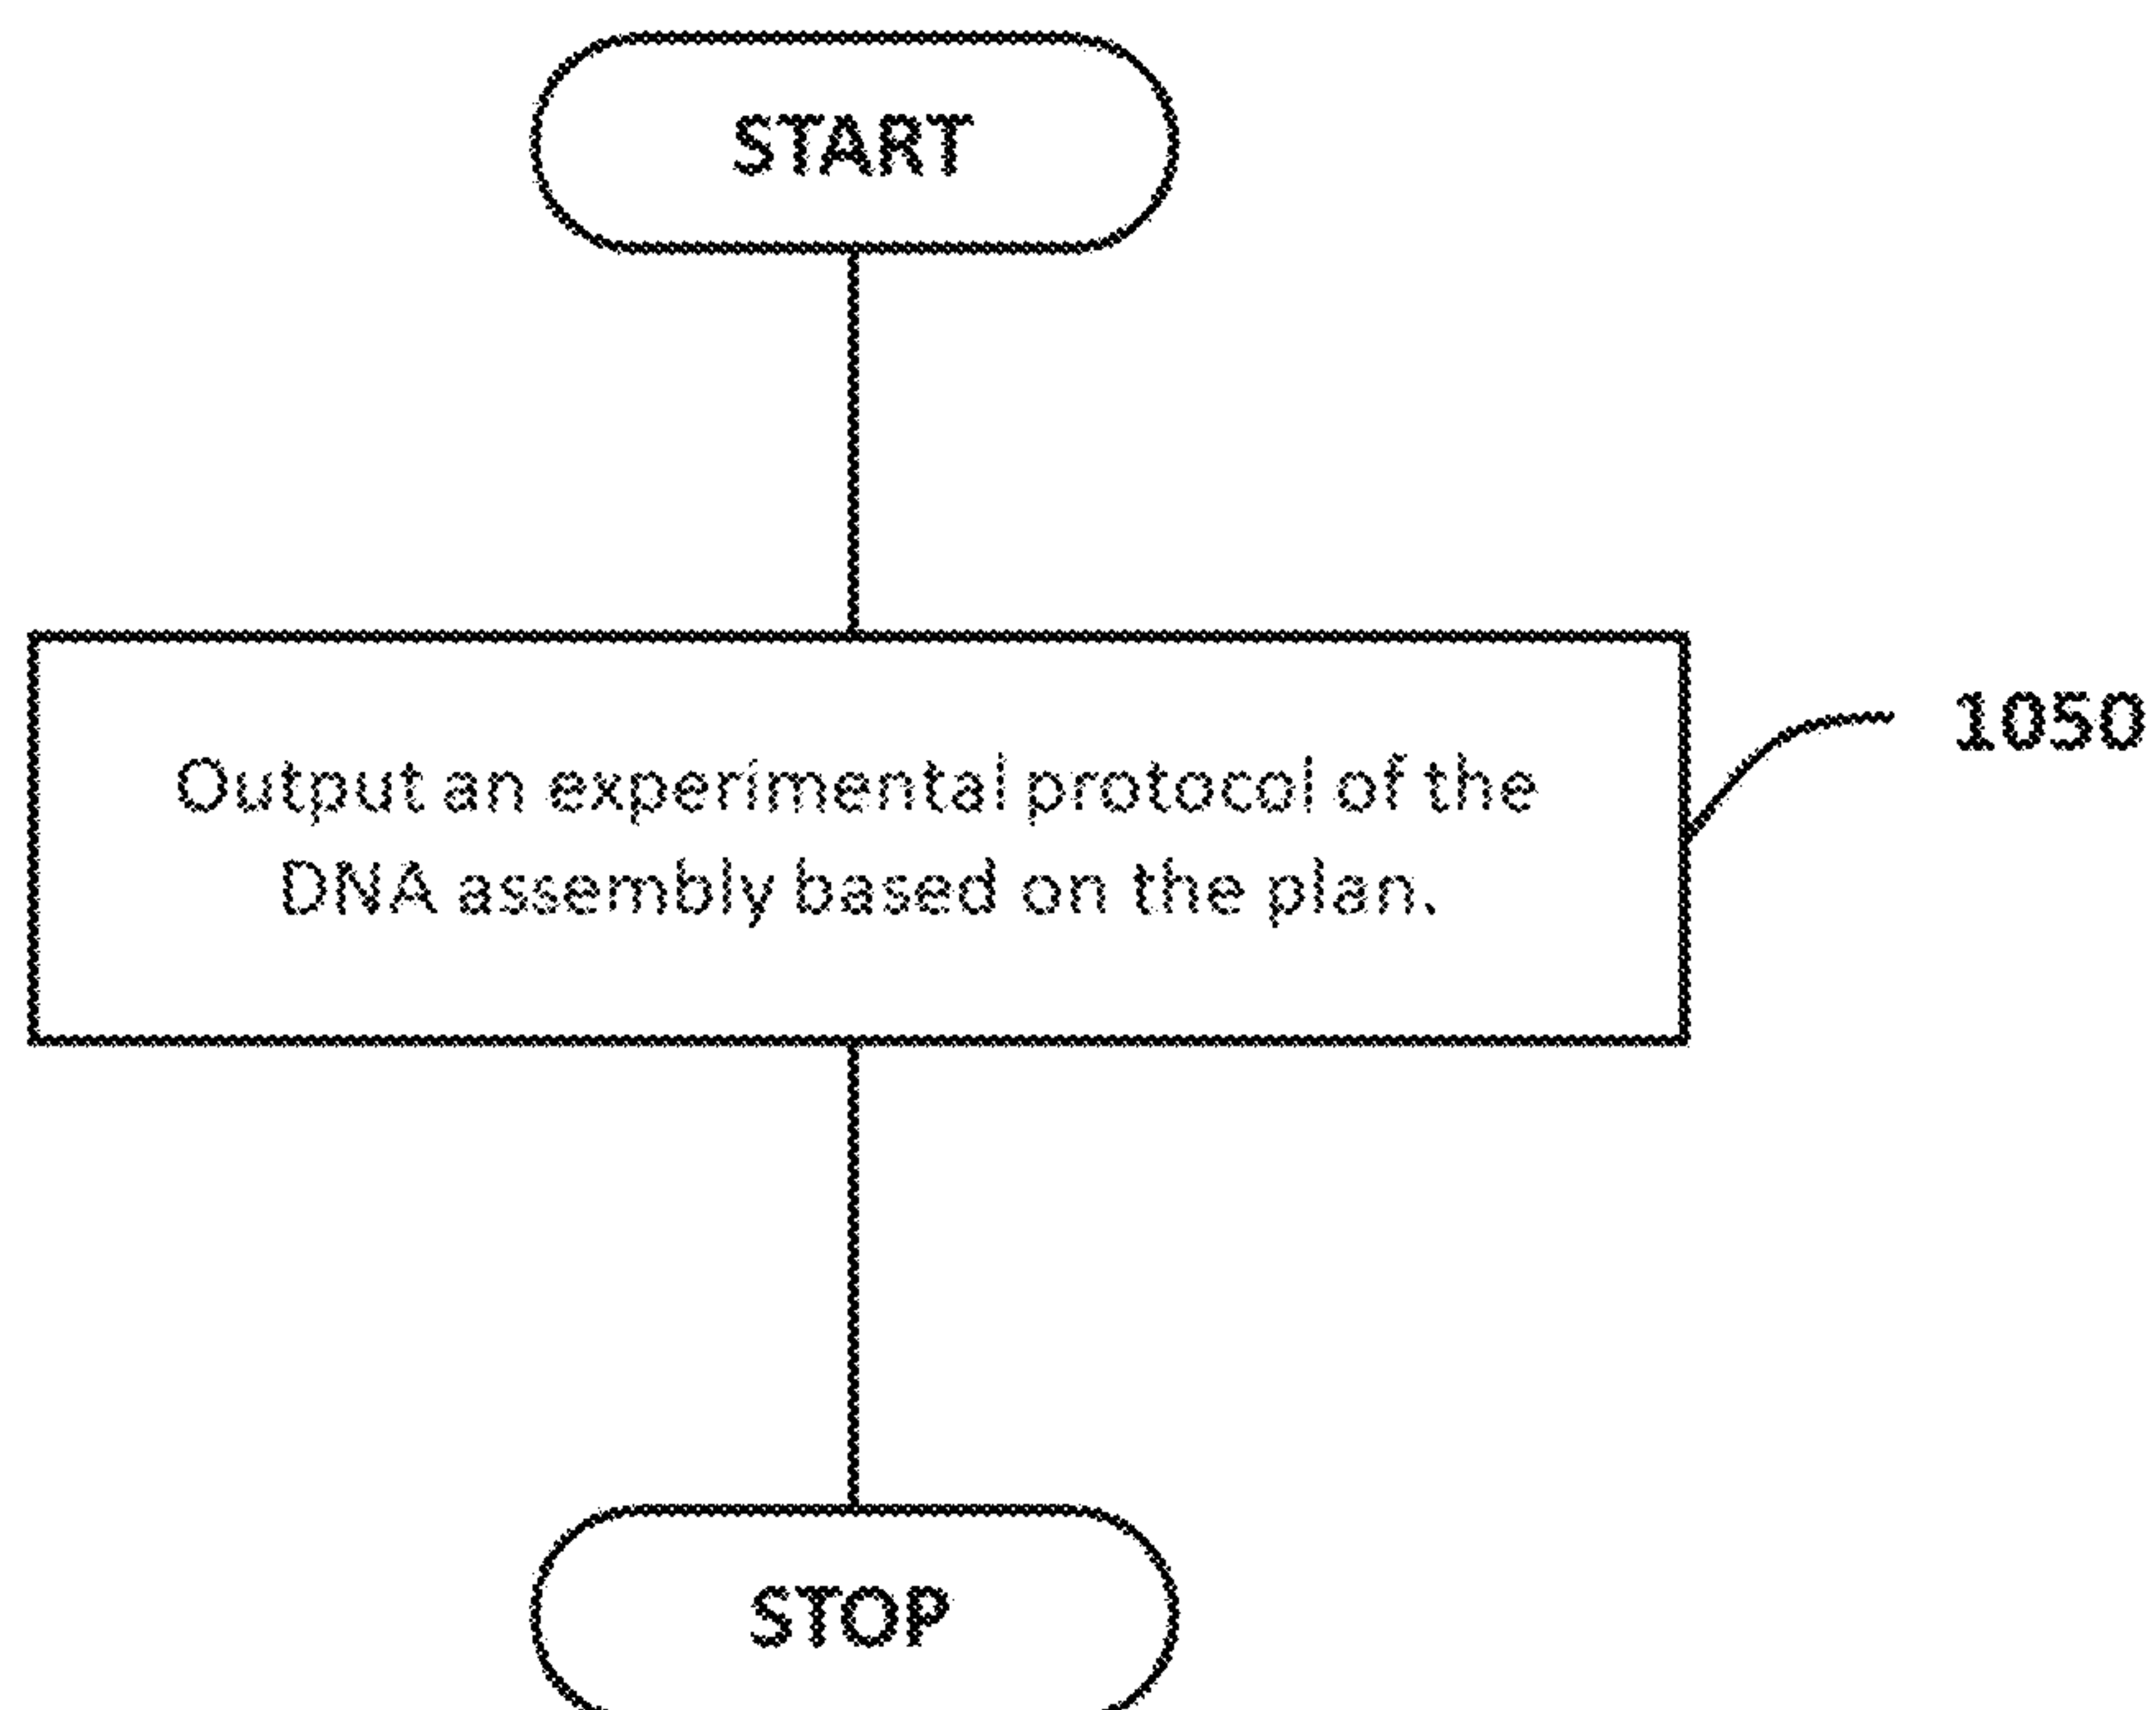 START
1050
Output an experimental protocol of the
DNA assembly based on the plan.
STOP